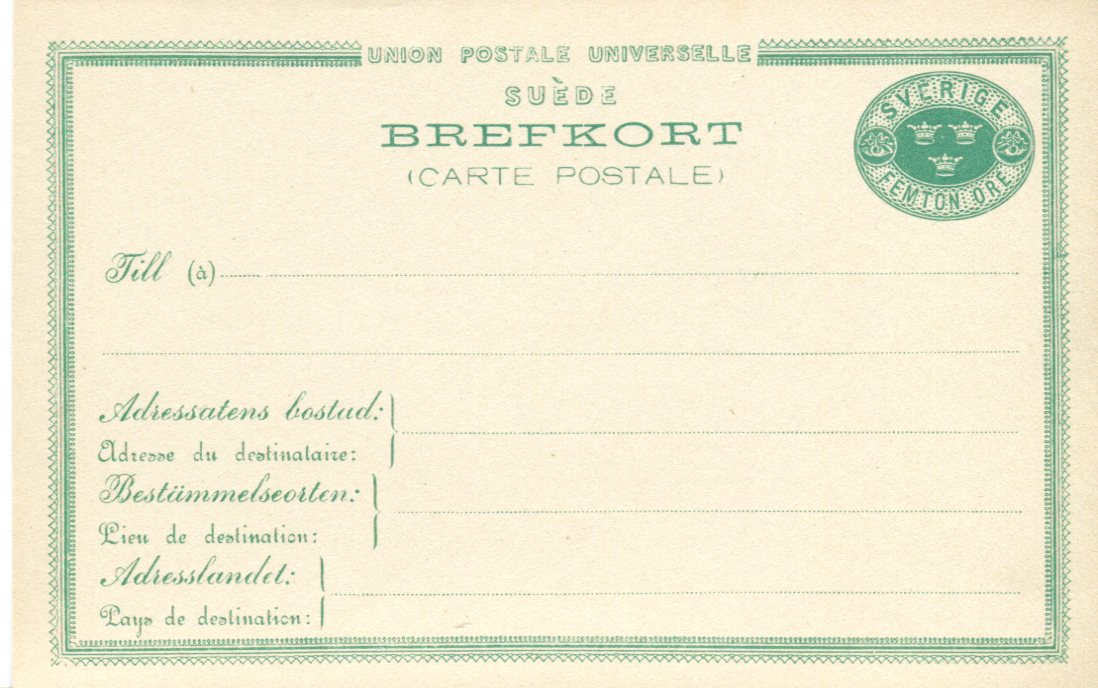 UNION POSTALE UNIVERSELLE
SUÈDE
BREFKORT
(CARTE POSTALE)
SVERIGE
FEMTON ÖRE
Till (à)
Adressatens bostad:
Adresse du destinataire:
Bestämmelseorten:
Lieu de destination:
Adresslandet:
Pays de destination: